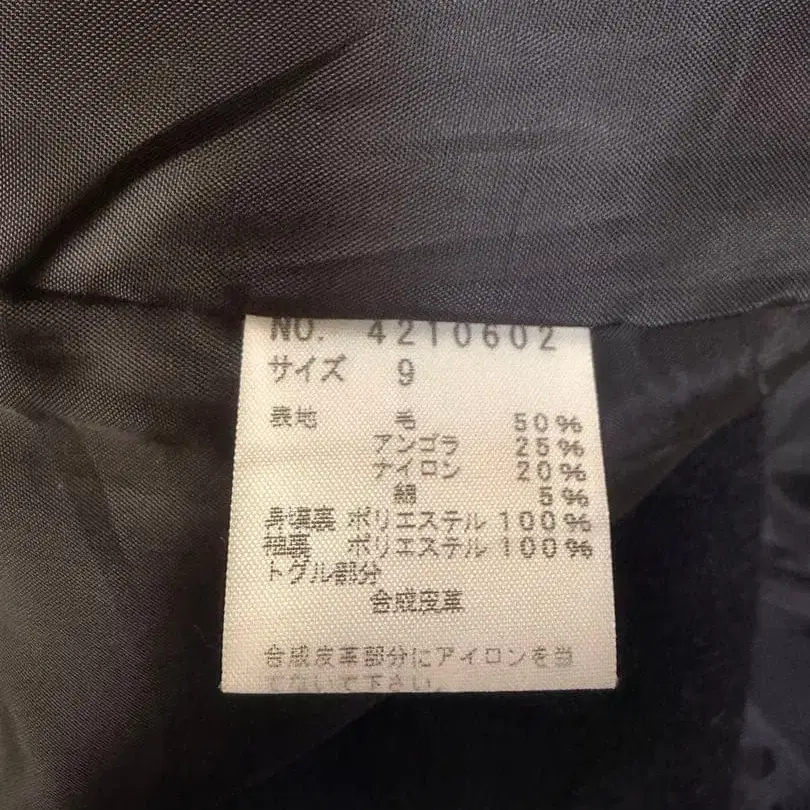 NO. 4210602
サイズ 9
表地 毛 50%
アンゴラ 25%
ナイロン 20%
綿 5%
身頃裏 ポリエステル 100%
袖裏 ポリエステル 100%
トグル部分
合成皮革
合成皮革部分にアイロンを当
てないで下さい。